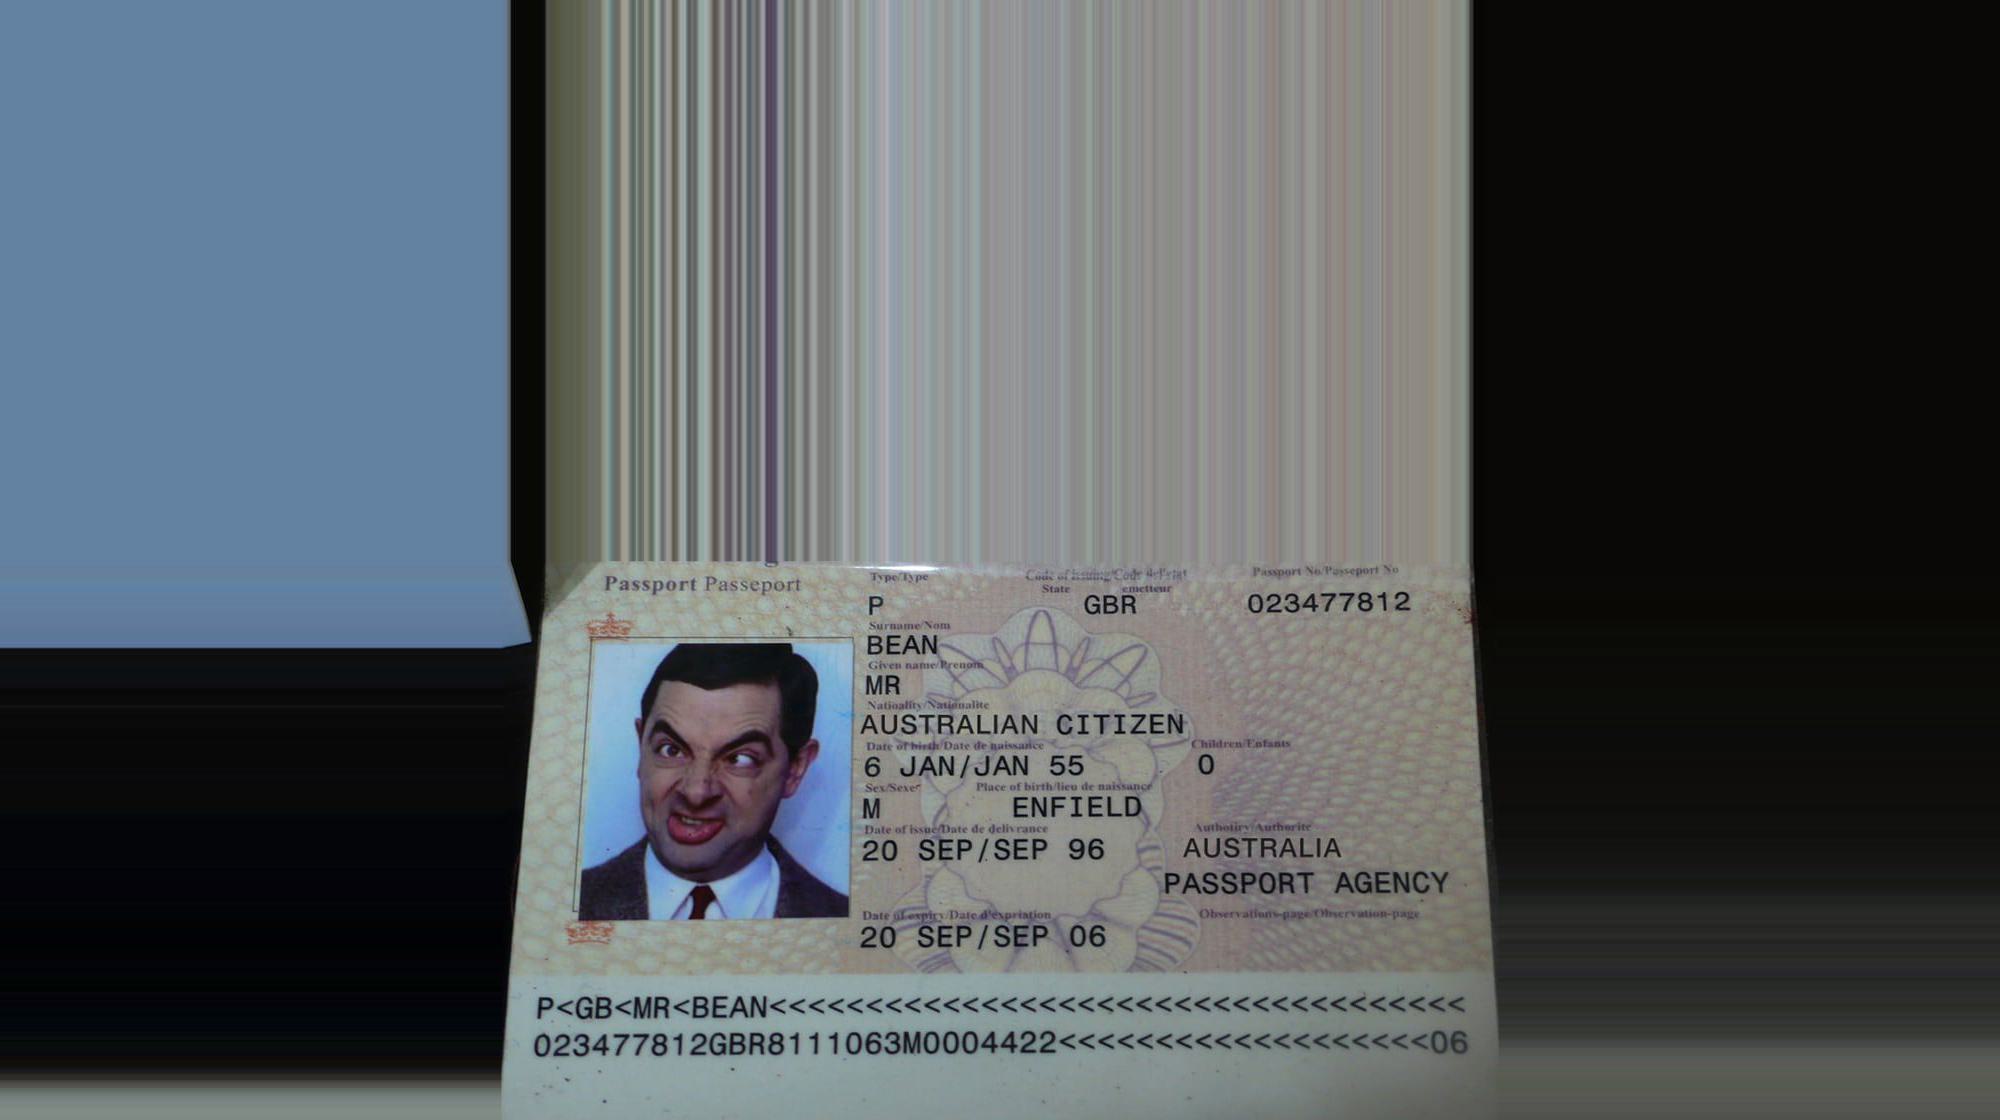 Passport Passeport
Type/Type Code of issuing/Code de l'etat Passport No/Passeport No
State emetteur
P GBR 023477812
Surname/Nom
BEAN
Given name/Prenom
MR
Natioality/Nationalite
AUSTRALIAN CITIZEN
Date of birth/Date de naissance Children/Enfants
6 JAN/JAN 55 0
Sex/Sexe Place of birth/lieu de naissance
M ENFIELD
Date of issue/Date de delivrance Authotiry/Authorite
20 SEP/SEP 96 AUSTRALIA
PASSPORT AGENCY
Date of expiry/Date d'expriation Observations-page/Observation-page
20 SEP/SEP 06
P<GB<MR<BEAN<<<<<<<<<<<<<<<<<<<<<<<<<<<<<<<<<<<<
023477812GBR8111063M0004422<<<<<<<<<<<<<<<<<<<06